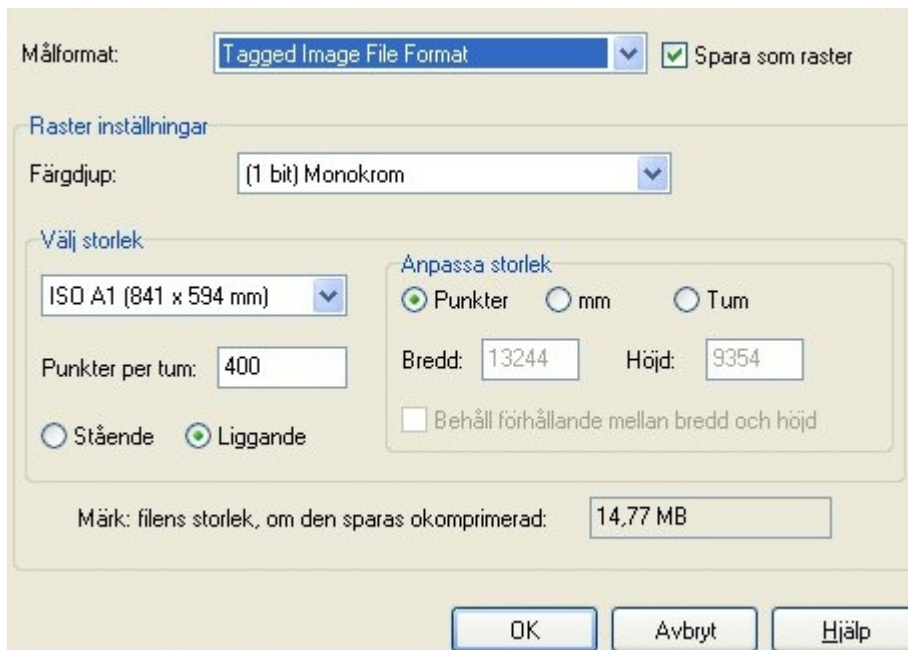 Målformat: Tagged Image File Format Spara som raster
Raster inställningar
Färgdjup: (1 bit) Monokrom
Välj storlek
ISO A1 (841 x 594 mm)
Punkter per tum: 400
Stående Liggande
Anpassa storlek
Punkter mm Tum
Bredd: 13244 Höjd: 9354
Behåll förhållande mellan bredd och höjd
Märk: filens storlek, om den sparas okomprimerad: 14,77 MB
OK Avbryt Hjälp